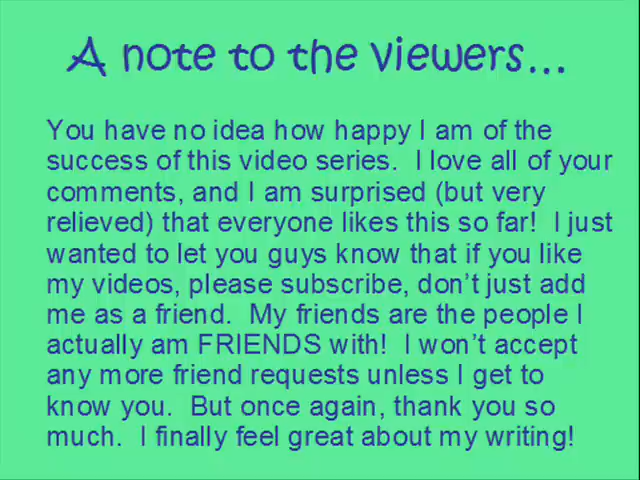 A note to the viewers...
You have no idea how happy I am of the
success of this video series.  I love all of your
comments, and I am surprised (but very
relieved) that everyone likes this so far!  I just
wanted to let you guys know that if you like
my videos, please subscribe, don't just add
me as a friend.  My friends are the people I
actually am FRIENDS with!  I won't accept
any more friend requests unless I get to
know you.  But once again, thank you so
much.  I finally feel great about my writing!